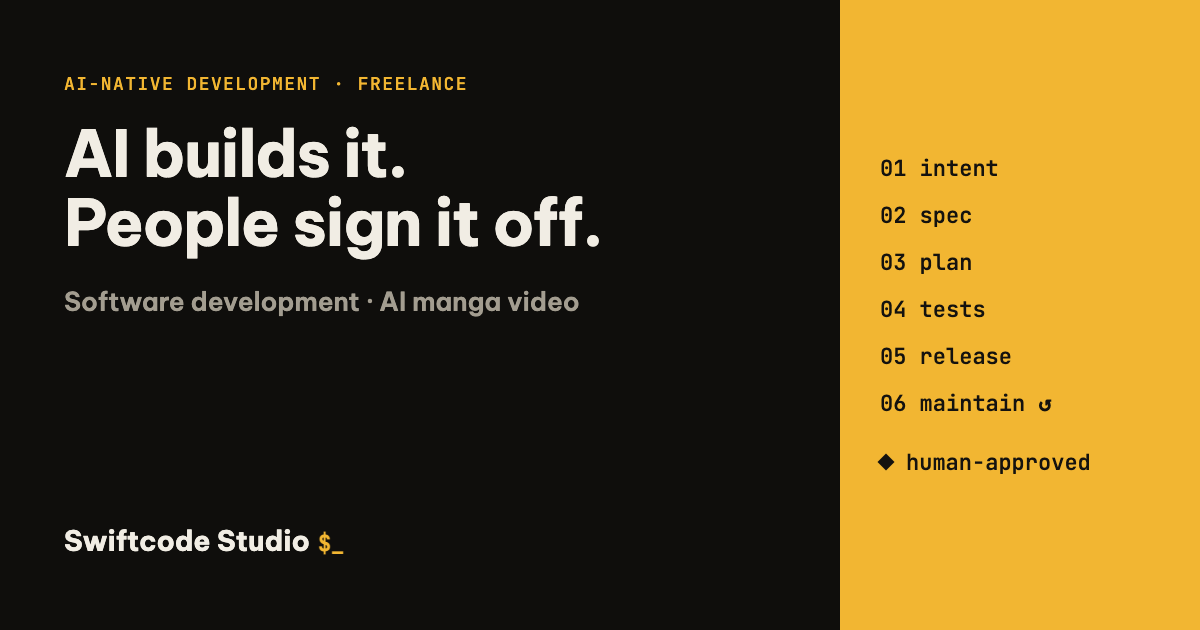 AI-NATIVE DEVELOPMENT · FREELANCE
AI builds it.
People sign it off.
Software development · AI manga video
Swiftcode Studio $_
01 intent
02 spec
03 plan
04 tests
05 release
06 maintain ↺
◆ human-approved